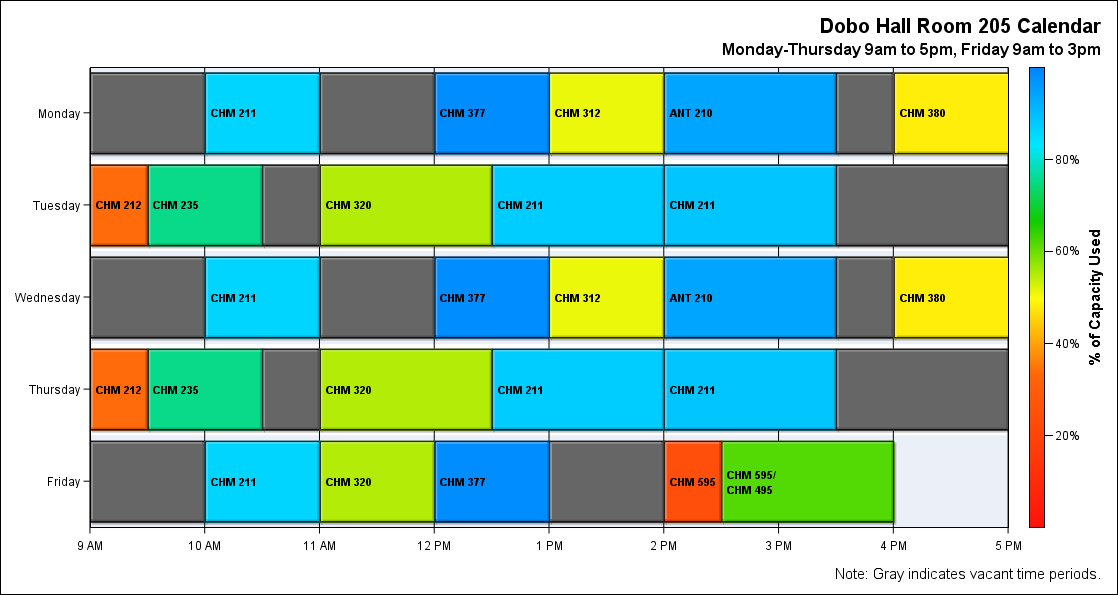 Dobo Hall Room 205 Calendar
Monday-Thursday 9am to 5pm, Friday 9am to 3pm
Monday
CHM 211
CHM 377
CHM 312
ANT 210
CHM 380
Tuesday
CHM 212
CHM 235
CHM 320
CHM 211
CHM 211
Wednesday
CHM 211
CHM 377
CHM 312
ANT 210
CHM 380
Thursday
CHM 212
CHM 235
CHM 320
CHM 211
CHM 211
Friday
CHM 211
CHM 320
CHM 377
CHM 595
CHM 595/
CHM 495
9 AM
10 AM
11 AM
12 PM
1 PM
2 PM
3 PM
4 PM
5 PM
80%
60%
40%
20%
% of Capacity Used
Note: Gray indicates vacant time periods.